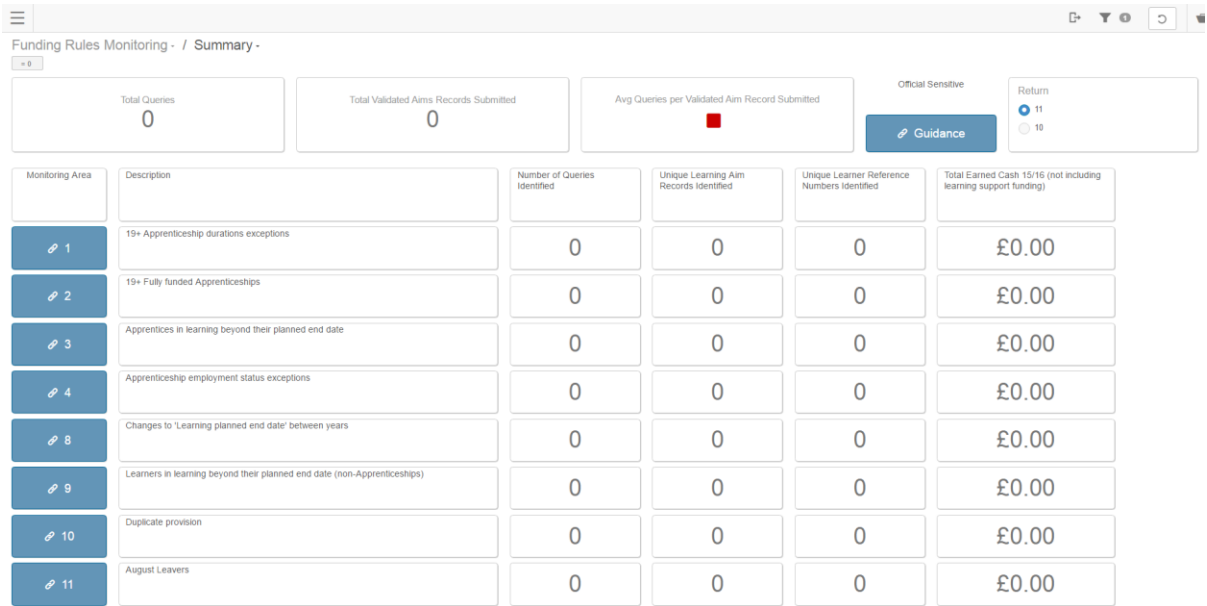 1
Funding Rules Monitoring - / Summary -
= 0
Total Queries
0
Total Validated Aims Records Submitted
0
Avg Queries per Validated Aim Record Submitted
Official Sensitive
Guidance
Return
11
10
Monitoring Area
Description
Number of Queries
Identified
Unique Learning Aim
Records Identified
Unique Learner Reference
Numbers Identified
Total Earned Cash 15/16 (not including
learning support funding)
1 19+ Apprenticeship durations exceptions 0 0 0 £0.00
2 19+ Fully funded Apprenticeships 0 0 0 £0.00
3 Apprentices in learning beyond their planned end date 0 0 0 £0.00
4 Apprenticeship employment status exceptions 0 0 0 £0.00
8 Changes to 'Learning planned end date' between years 0 0 0 £0.00
9 Learners in learning beyond their planned end date (non-Apprenticeships) 0 0 0 £0.00
10 Duplicate provision 0 0 0 £0.00
11 August Leavers 0 0 0 £0.00